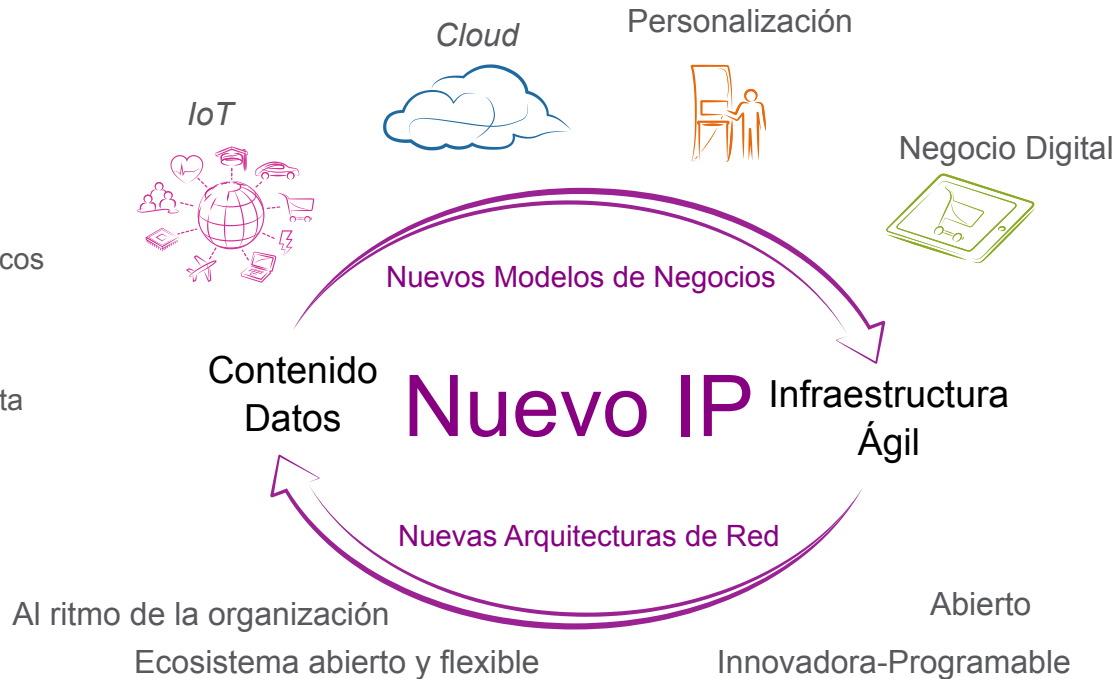 Cloud
Personalización
IoT
Negocio Digital
cos
Nuevos Modelos de Negocios
Contenido
Datos
Nuevo IP
Infraestructura
Ágil
ta
Nuevas Arquitecturas de Red
Al ritmo de la organización
Abierto
Ecosistema abierto y flexible
Innovadora-Programable